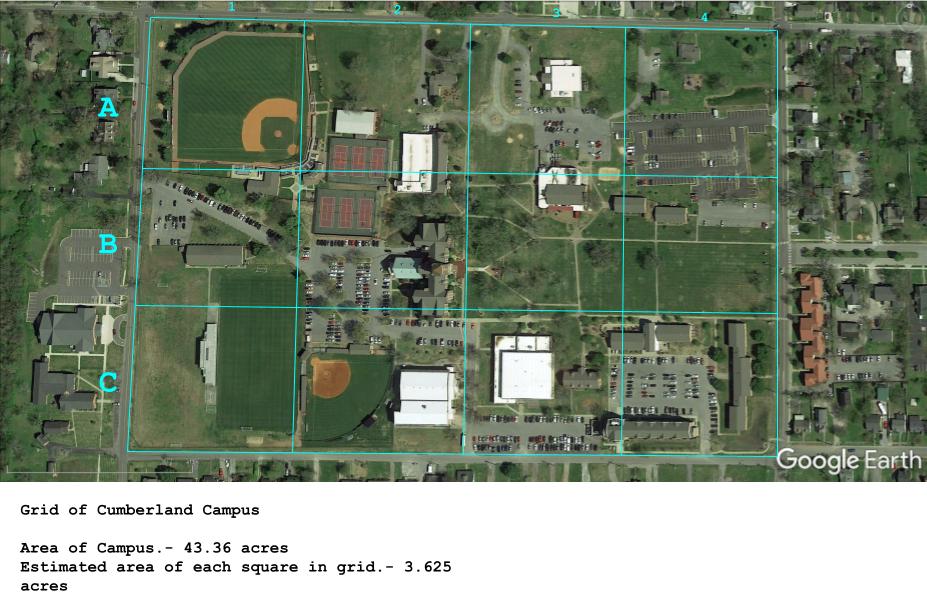 1 2 3 4
A
B
C
Google Earth
Grid of Cumberland Campus
Area of Campus.- 43.36 acres
Estimated area of each square in grid.- 3.625
acres